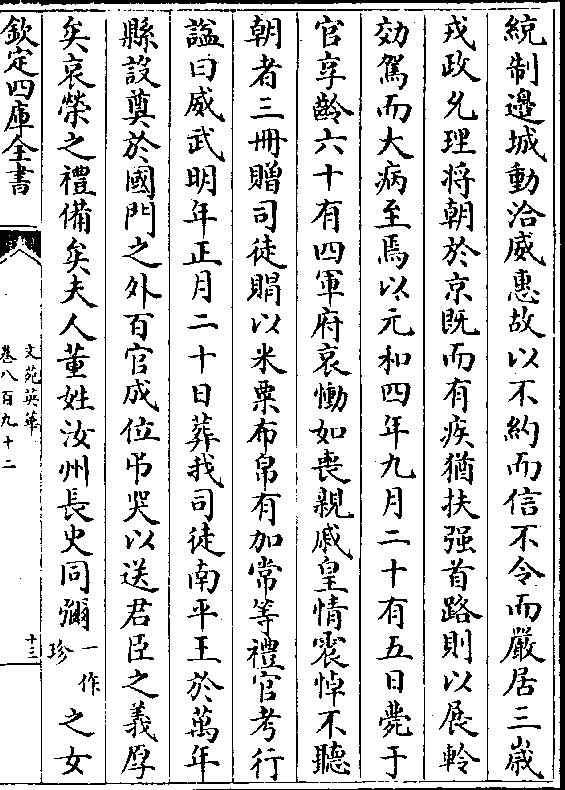 統制邊城動洽威惠故以不約而信不令而嚴居三歲
戎政允理将朝於京既而有疾猶扶强首路則以展軨
効駕而大病至焉以元和四年九月二十有五日薨于
官享齡六十有四軍府哀慟如喪親戚皇情震悼不聽
朝者三冊贈司徒賻以米粟布帛有加常等禮官考行
諡曰威武明年正月二十日葬我司徒南平王於萬年
縣設奠於國門之外百官成位弔哭以送君臣之義厚
矣哀榮之禮備矣夫人董姓汝州長史同彌一作珍之女
欽定四庫全書
文苑英華
卷八百九十二
十三